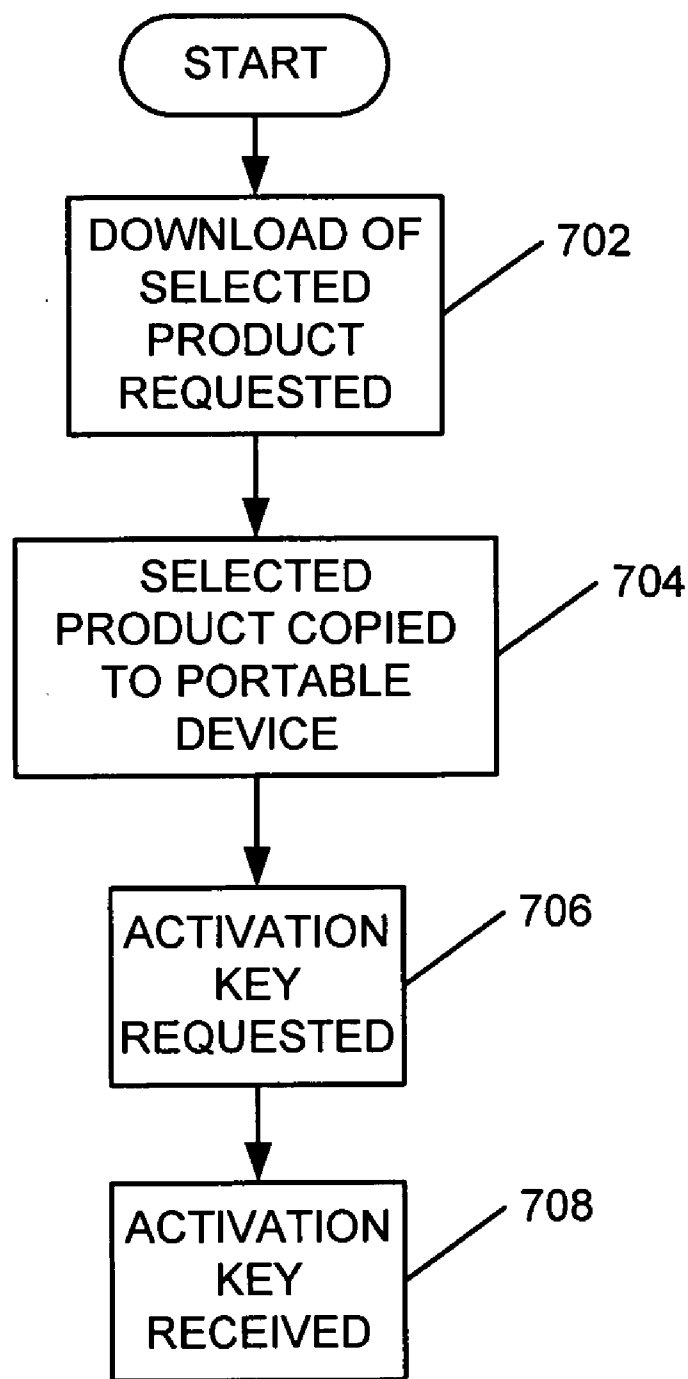 START
DOWNLOAD OF
SELECTED
PRODUCT
REQUESTED
702
SELECTED
PRODUCT COPIED
TO PORTABLE
DEVICE
704
ACTIVATION
KEY
REQUESTED
706
ACTIVATION
KEY
RECEIVED
708